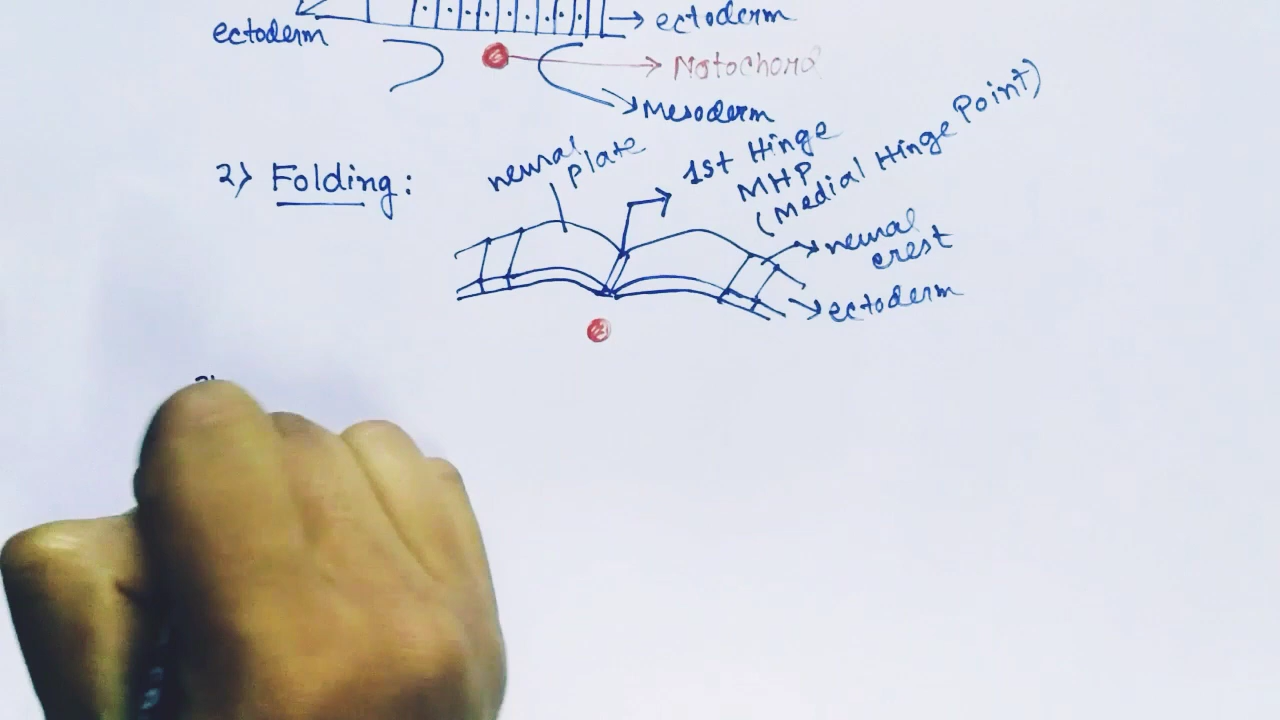 ectoderm
ectoderm
Notochord
Mesoderm
2) Folding:
neural
plate
1st Hinge
MHP
(Medial Hinge Point)
neural
crest
ectoderm